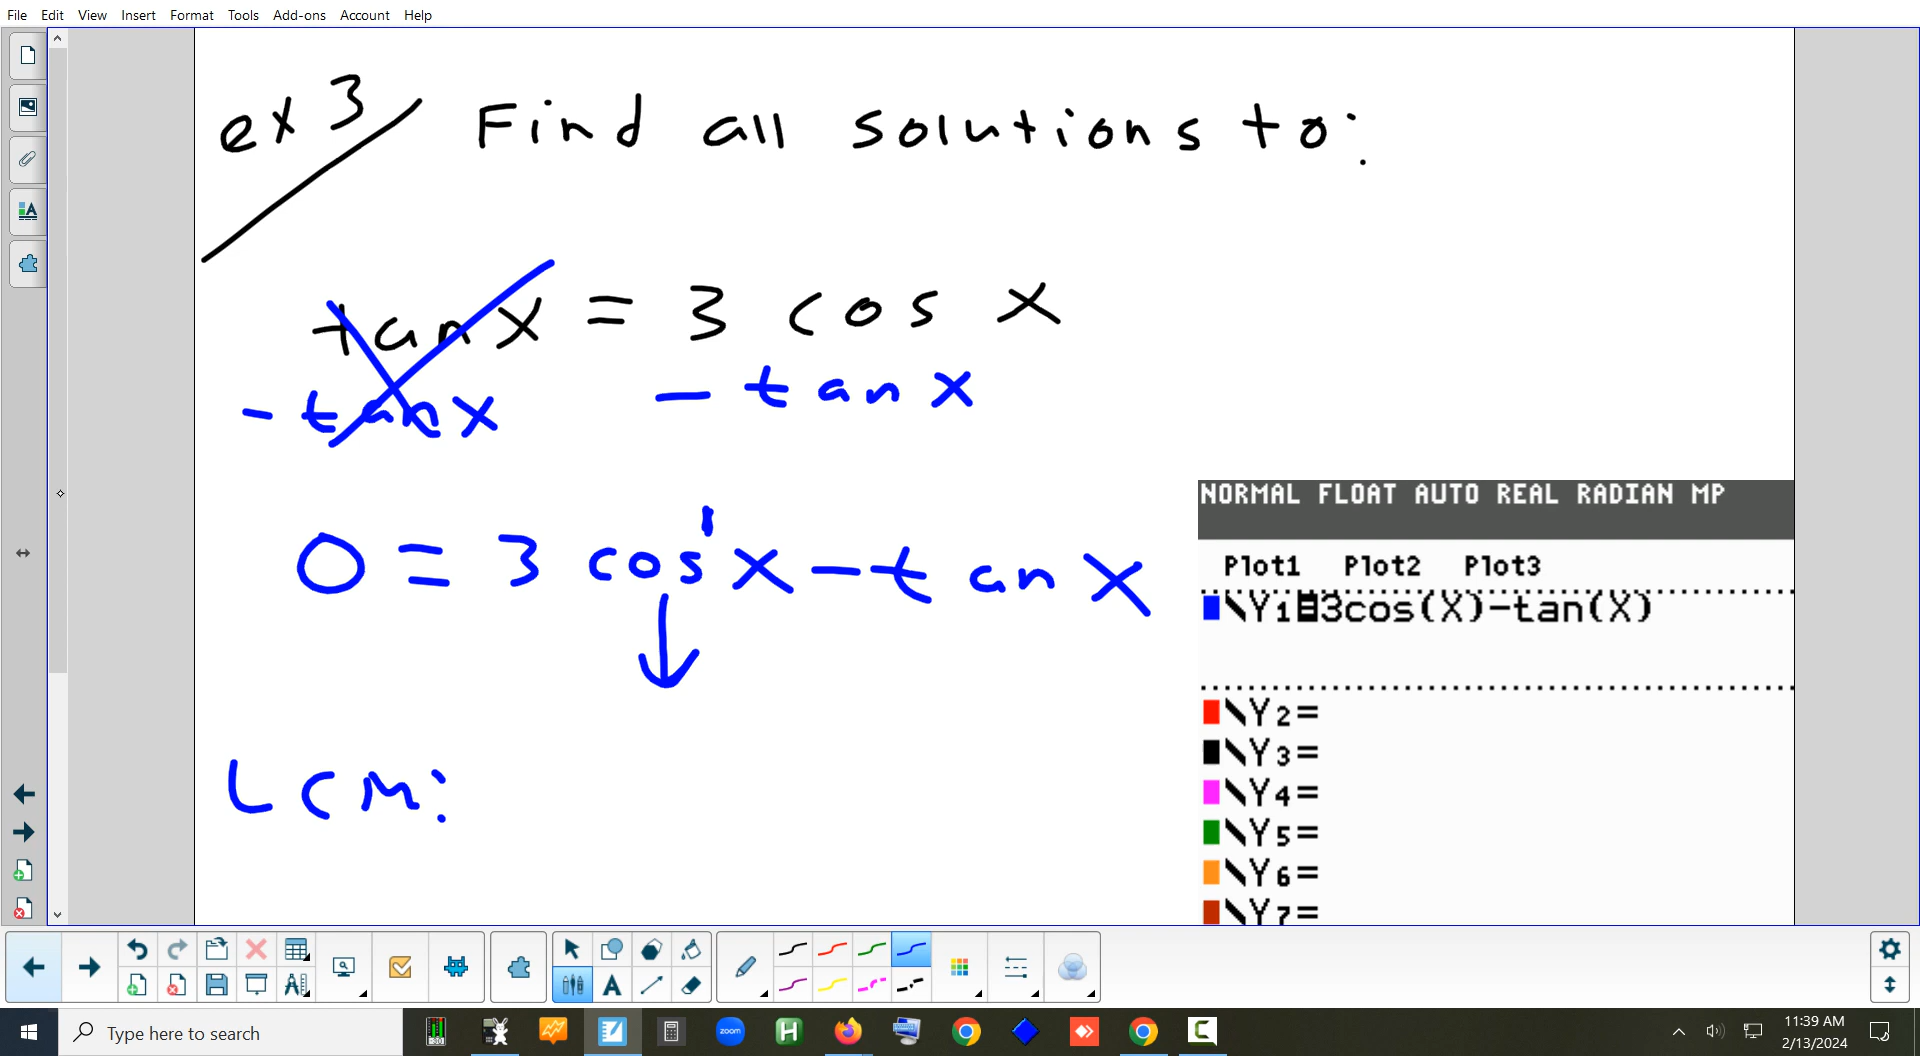 File Edit View Insert Format Tools Add-ons Account Help
ex 3 Find all solutions to:
tan x = 3 cos x
- tan x - tan x
0 = 3 cos¹ x - tan x
LCM:
NORMAL FLOAT AUTO REAL RADIAN MP
Plot1 Plot2 Plot3
\Y1=3cos(X)-tan(X)
\Y2=
\Y3=
\Y4=
\Y5=
\Y6=
\Y7=
A
A
Type here to search
zoom
H
C
11:39 AM
2/13/2024